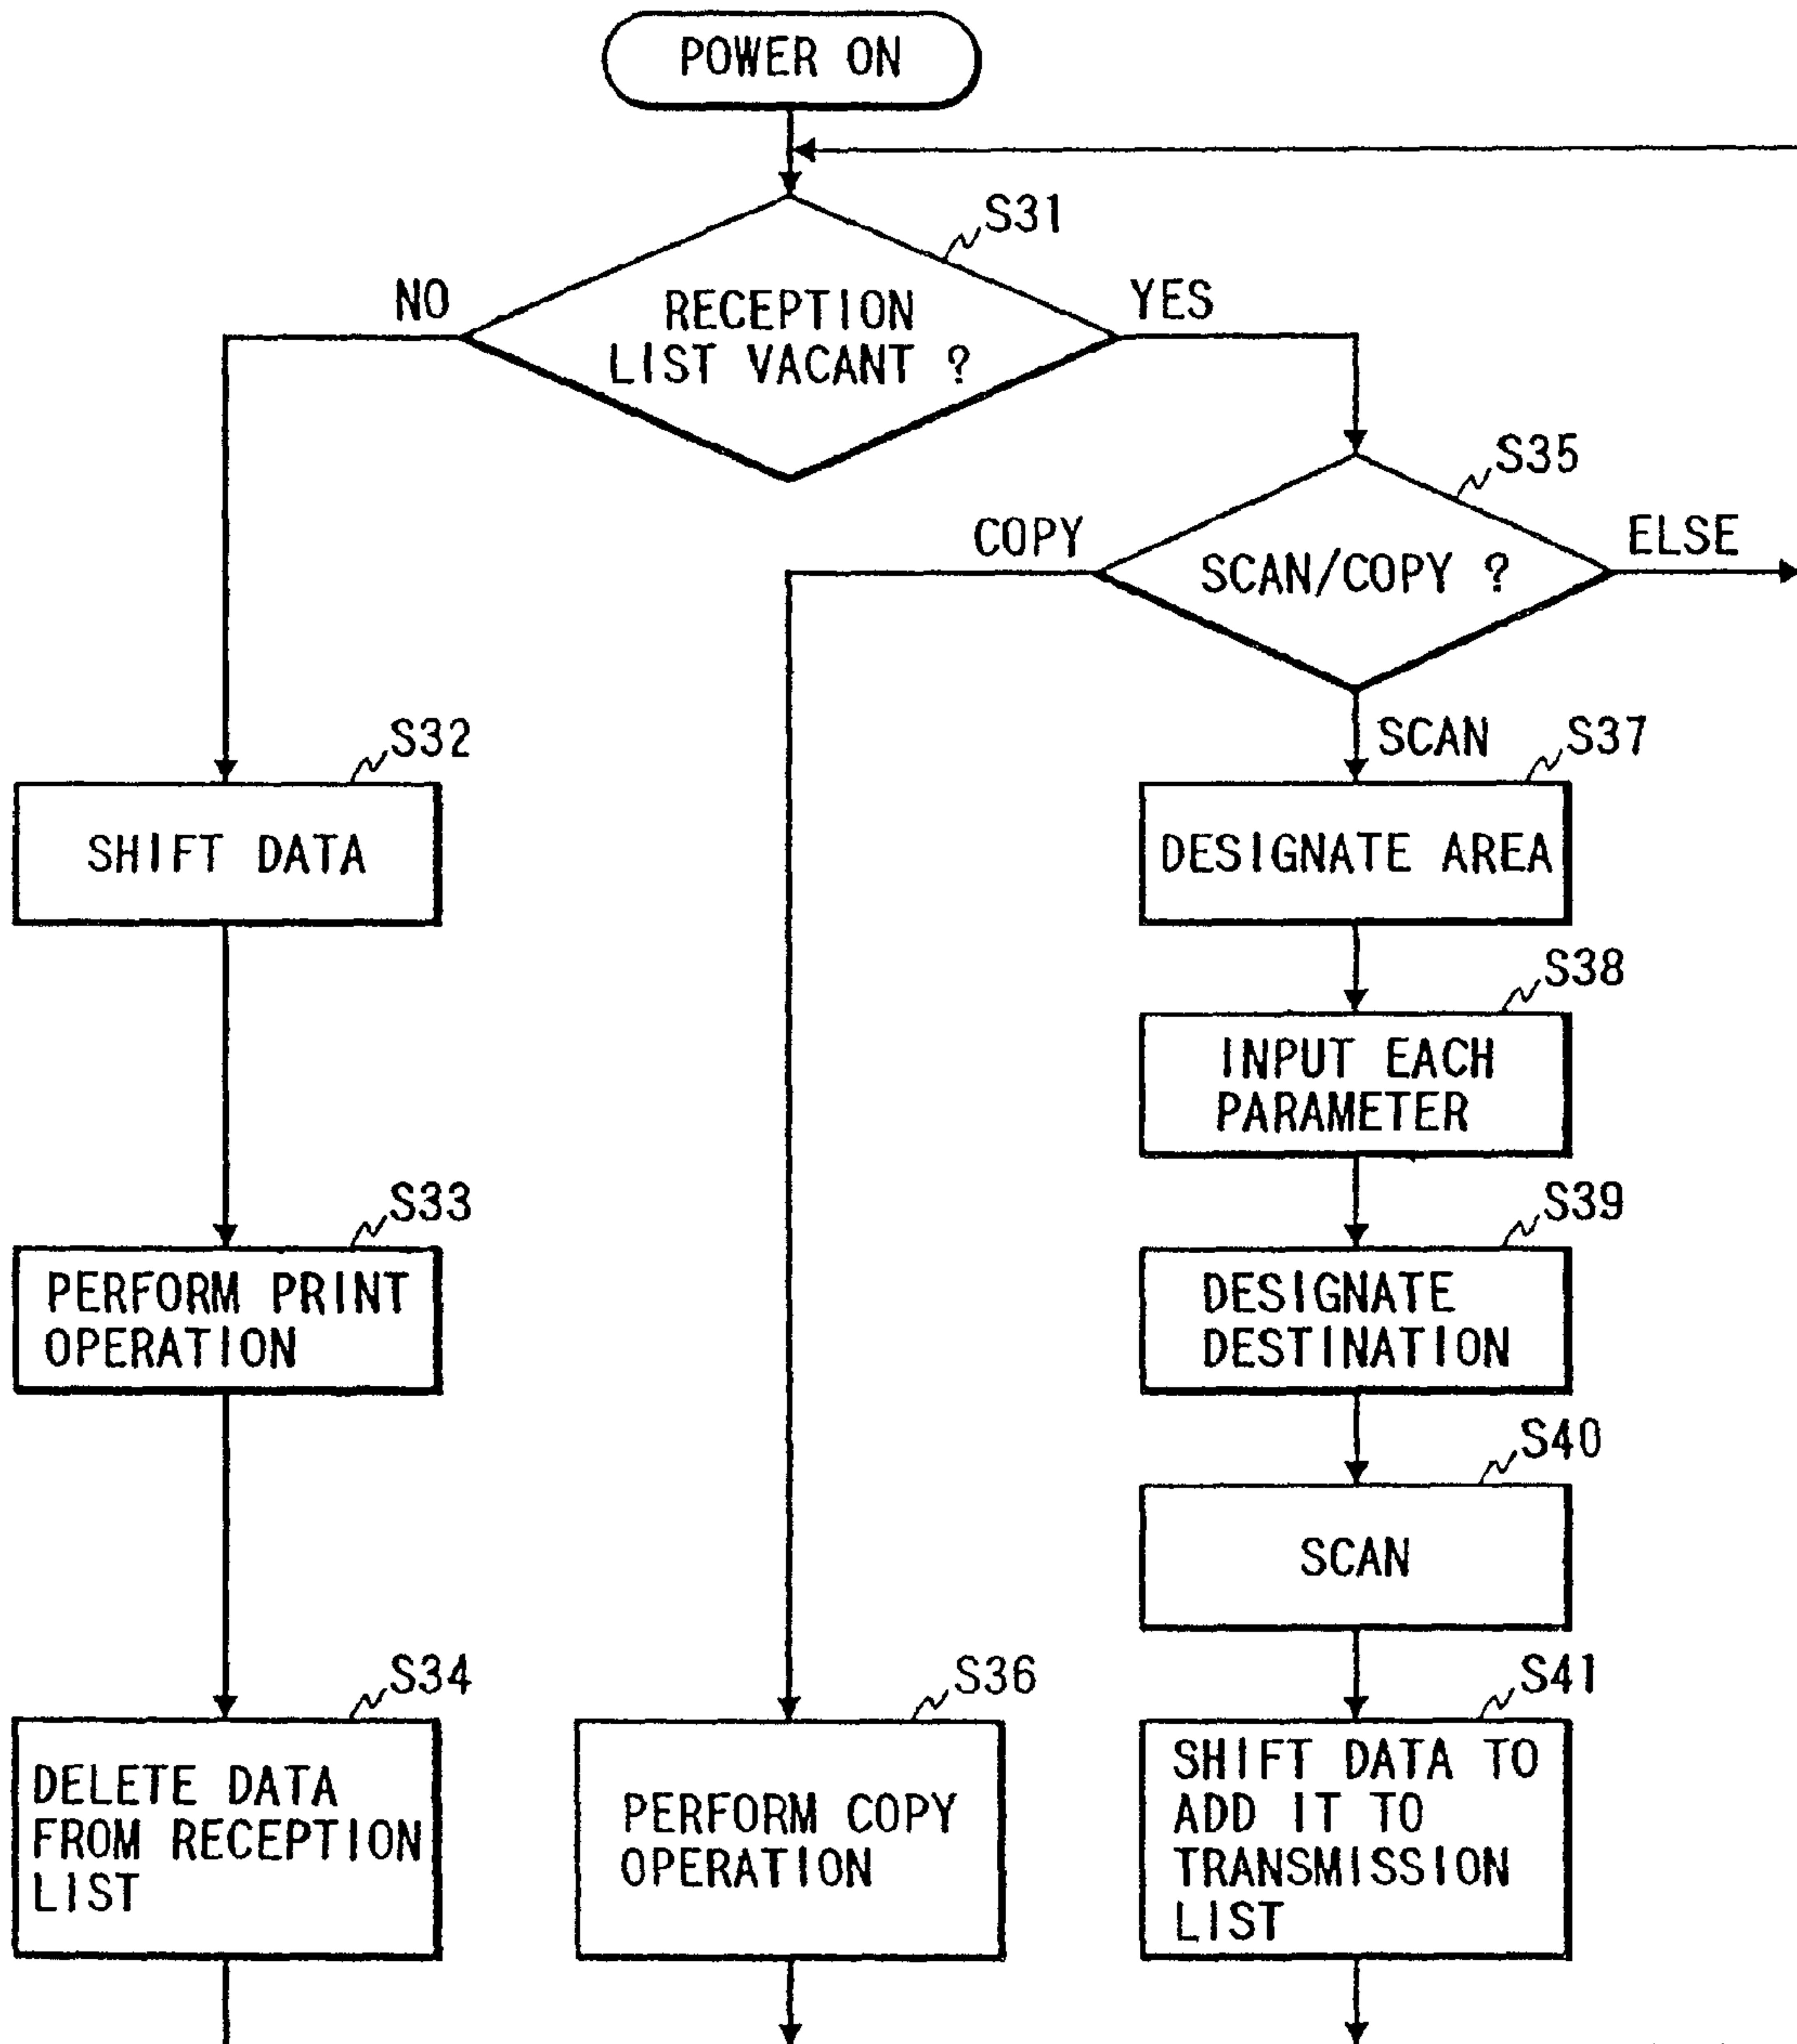 POWER ON
S31
NO
RECEPTION
LIST VACANT ?
YES
S35
COPY
SCAN/COPY ?
ELSE
S32
SCAN
S37
SHIFT DATA
DESIGNATE AREA
S38
INPUT EACH
PARAMETER
S33
S39
PERFORM PRINT
OPERATION
DESIGNATE
DESTINATION
S40
SCAN
S34
S36
S41
DELETE DATA
FROM RECEPTION
LIST
PERFORM COPY
OPERATION
SHIFT DATA TO
ADD IT TO
TRANSMISSION
LIST